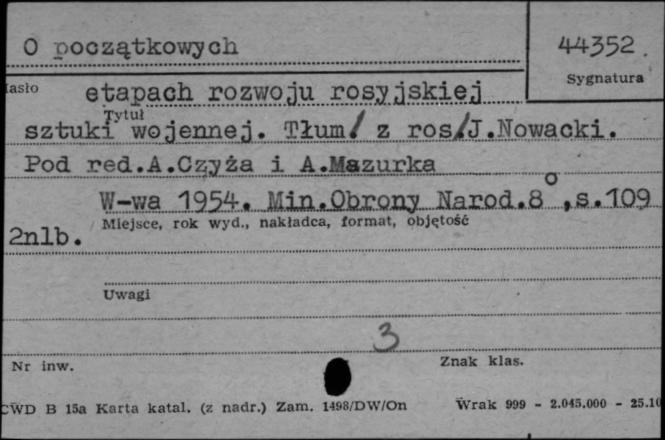 O początkowych
44352.
Sygnatura
asło
etapach rozwoju rosyjskiej
Tytuł
sztuki wojennej. Tłum/ z ros/J.Nowacki.
Pod red.A.Czyża i A.Mazurka
W-wa 1954. Min.Obrony Narod.8°,s.109
Miejsce, rok wyd., nakładca, format, objętość
2nlb.
Uwagi
3
Nr inw.
Znak klas.
CWD B 15a Karta katal. (z nadr.) Zam. 1498/DW/On Wrak 999 - 2.045.000 - 25.10